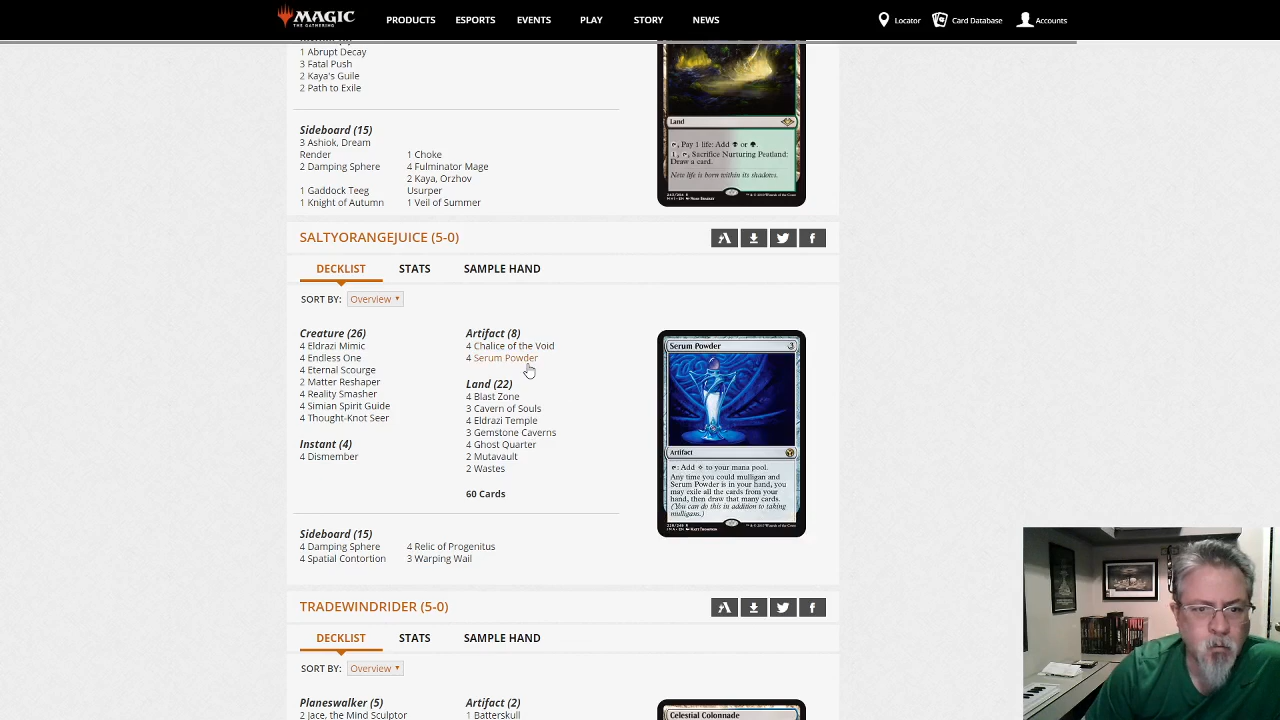 MAGIC
THE GATHERING
PRODUCTS ESPORTS EVENTS PLAY STORY NEWS
Locator Card Database Accounts
1 Abrupt Decay
3 Fatal Push
2 Kaya's Guile
2 Path to Exile
Sideboard (15)
3 Ashiok, Dream
Render
2 Damping Sphere
1 Gaddock Teeg
1 Knight of Autumn
1 Choke
4 Fulminator Mage
2 Kaya, Orzhov
Usurper
1 Veil of Summer
Land
, Pay 1 life: Add or .
1, , Sacrifice Nurturing Peatland:
Draw a card.
New life is born within its shadows.
SALTYORANGEJUICE (5-0)
DECKLIST STATS SAMPLE HAND
SORT BY: Overview
Creature (26)
4 Eldrazi Mimic
4 Endless One
4 Eternal Scourge
2 Matter Reshaper
4 Reality Smasher
4 Simian Spirit Guide
4 Thought-Knot Seer
Instant (4)
4 Dismember
Artifact (8)
4 Chalice of the Void
4 Serum Powder
Land (22)
4 Blast Zone
3 Cavern of Souls
4 Eldrazi Temple
3 Gemstone Caverns
4 Ghost Quarter
2 Mutavault
2 Wastes
60 Cards
Serum Powder 3
Artifact
: Add to your mana pool.
Any time you could mulligan and
Serum Powder is in your hand, you
may exile all the cards from your
hand, then draw that many cards.
(You can do this in addition to taking
mulligans.)
Sideboard (15)
4 Damping Sphere
4 Spatial Contortion
4 Relic of Progenitus
3 Warping Wail
TRADEWINDRIDER (5-0)
DECKLIST STATS SAMPLE HAND
SORT BY: Overview
Planeswalker (5)
Artifact (2)
1 Batterskull
Celestial Colonnade